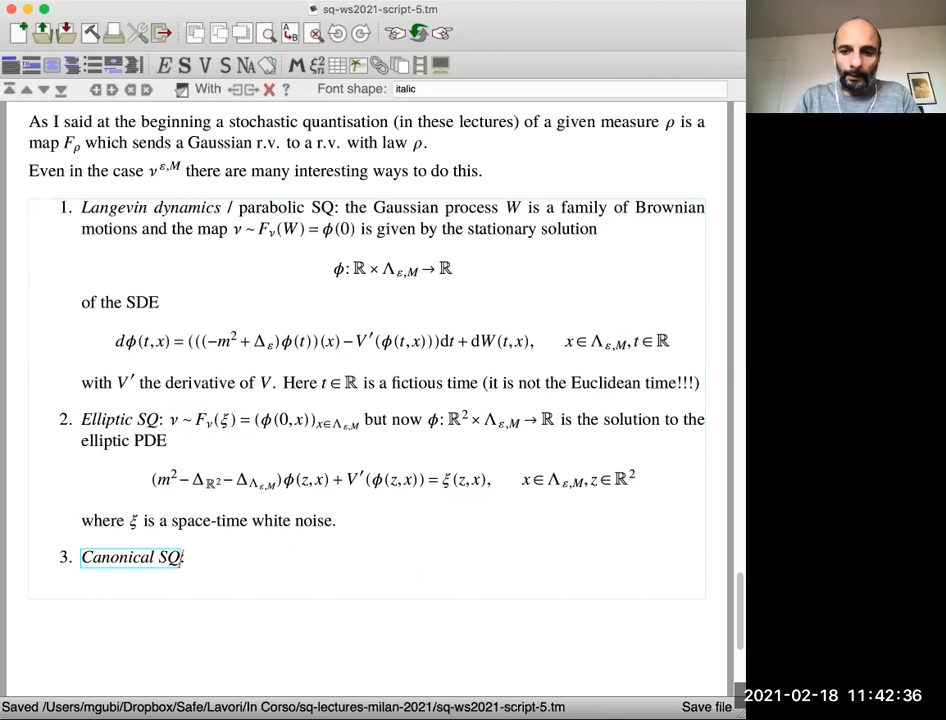 sq-ws2021-script-5.tm
E S V S NA M
With ? Font shape: italic
As I said at the beginning a stochastic quantisation (in these lectures) of a given measure ρ is a
map F_ρ which sends a Gaussian r.v. to a r.v. with law ρ.
Even in the case ν^{ε,M} there are many interesting ways to do this.
1. Langevin dynamics / parabolic SQ: the Gaussian process W is a family of Brownian
motions and the map ν ~ F_ν(W) = ϕ(0) is given by the stationary solution
ϕ: ℝ × Λ_{ε,M} → ℝ
of the SDE
dϕ(t,x) = (((-m² + Δ_ε)ϕ(t))(x) - V′(ϕ(t,x)))dt + dW(t,x), x ∈ Λ_{ε,M}, t ∈ ℝ
with V′ the derivative of V. Here t ∈ ℝ is a fictious time (it is not the Euclidean time!!!)
2. Elliptic SQ: ν ~ F_ν(ξ) = (ϕ(0,x))_{x∈Λ_{ε,M}} but now ϕ: ℝ² × Λ_{ε,M} → ℝ is the solution to the
elliptic PDE
(m² - Δ_{ℝ²} - Δ_{Λ_{ε,M}})ϕ(z,x) + V′(ϕ(z,x)) = ξ(z,x), x ∈ Λ_{ε,M}, z ∈ ℝ²
where ξ is a space-time white noise.
3. Canonical SQ:
Saved /Users/mgubi/Dropbox/Safe/Lavori/In Corso/sq-lectures-milan-2021/sq-ws2021-script-5.tm Save file
2021-02-18 11:42:36